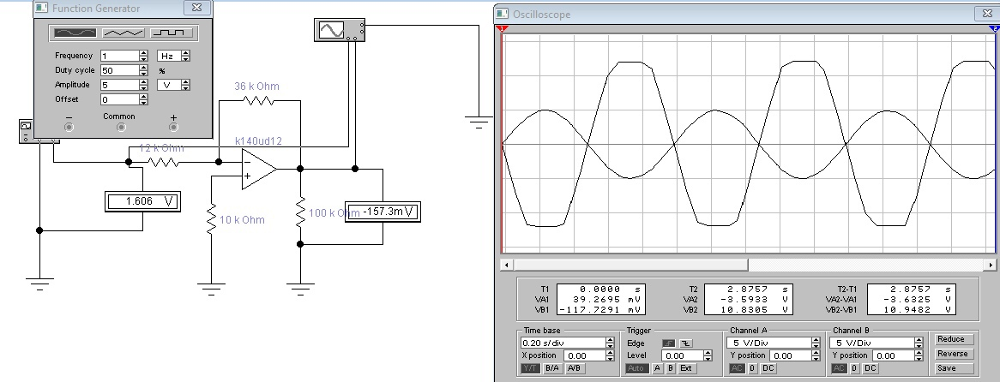 Function Generator
Frequency 1 Hz
Duty cycle 50 %
Amplitude 5 V
Offset 0
- Common +
36 k Ohm
12 k Ohm
k140ud12
1.606 V
10 k Ohm
100 k Ohm
-157.3mV
Oscilloscope
1 2
T1 0.0000 s T2 2.8757 s T2-T1 2.8757 s
VA1 39.2695 mV VA2 -3.5933 V VA2-VA1 -3.6325 V
VB1 -117.7291 mV VB2 10.8305 V VB2-VB1 10.9482 V
Time base Trigger Channel A Channel B
0.20 s/div Edge 5 V/Div 5 V/Div Reduce
X position 0.00 Level 0.00 Y position 0.00 Y position 0.00 Reverse
Y/T B/A A/B Auto A B Ext AC 0 DC AC 0 DC Save